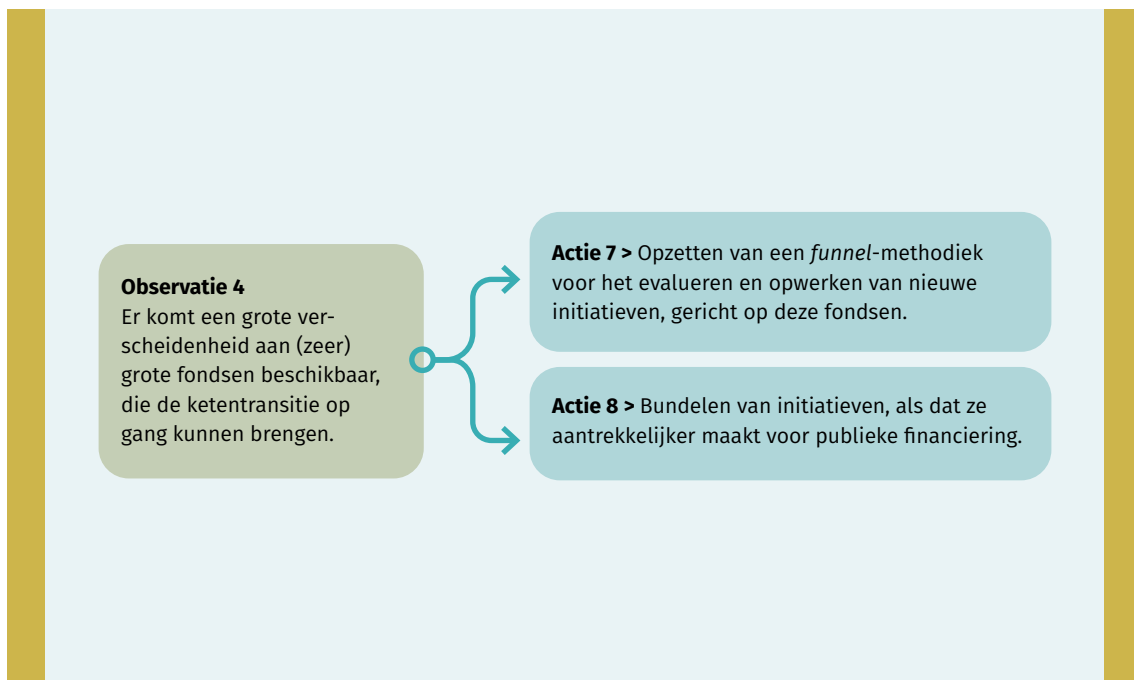 Observatie 4
Er komt een grote ver-
scheidenheid aan (zeer)
grote fondsen beschikbaar,
die de ketentransitie op
gang kunnen brengen.
Actie 7 > Opzetten van een funnel-methodiek
voor het evalueren en opwerken van nieuwe
initiatieven, gericht op deze fondsen.
Actie 8 > Bundelen van initiatieven, als dat ze
aantrekkelijker maakt voor publieke financiering.